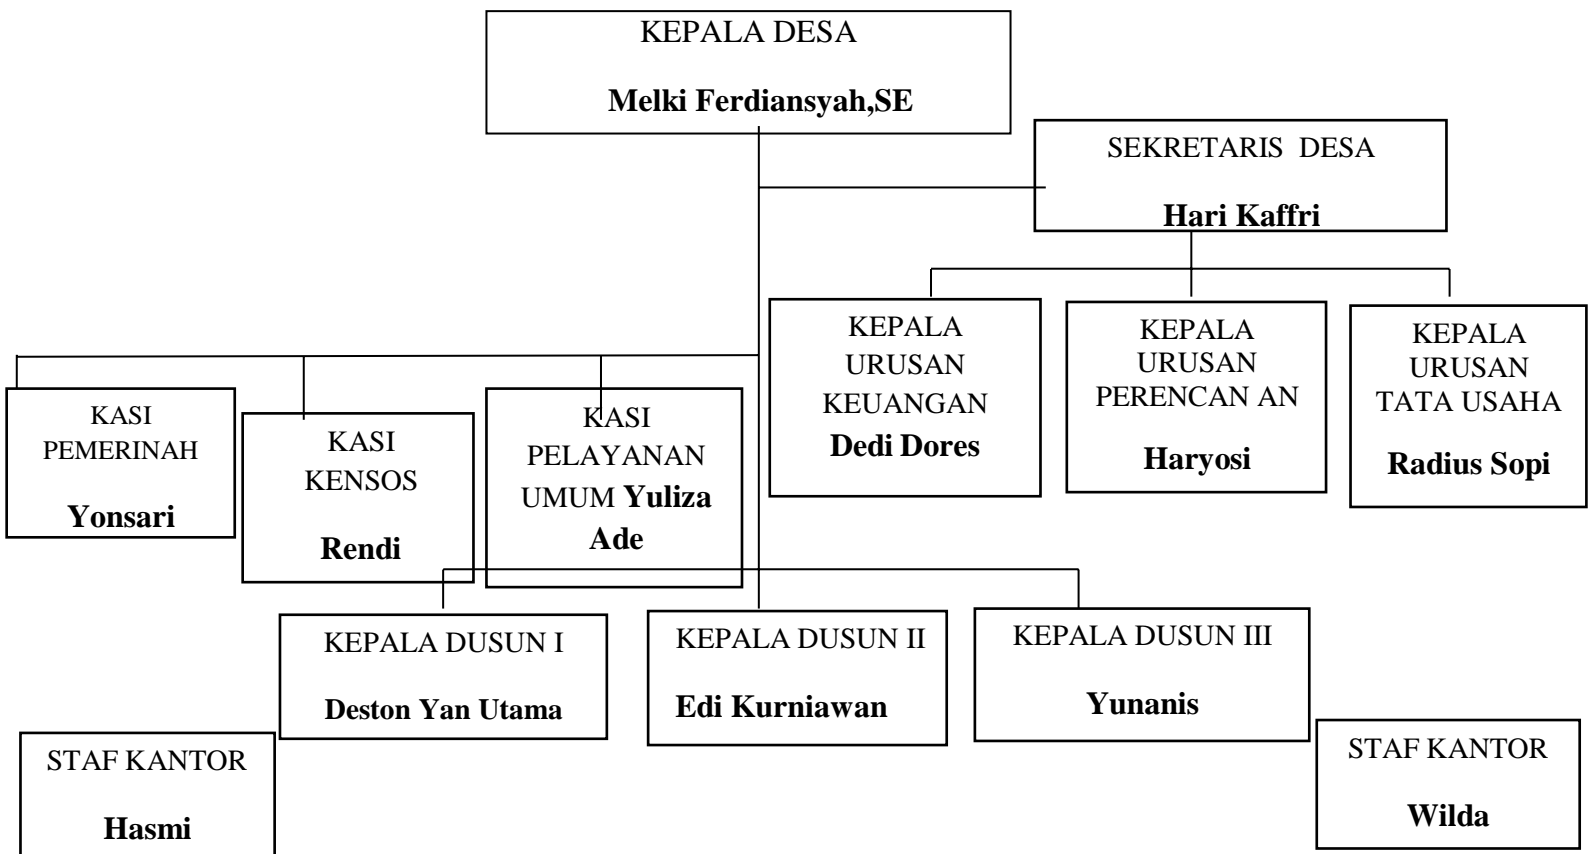 KEPALA DESA
Melki Ferdiansyah,SE
SEKRETARIS DESA
Hari Kaffri
KEPALA
URUSAN
KEUANGAN
Dedi Dores
KEPALA
URUSAN
PERENCAN AN
Haryosi
KEPALA
URUSAN
TATA USAHA
Radius Sopi
KASI
PEMERINAH
Yonsari
KASI
KENSOS
Rendi
KASI
PELAYANAN
UMUM Yuliza
Ade
KEPALA DUSUN I
Deston Yan Utama
KEPALA DUSUN II
Edi Kurniawan
KEPALA DUSUN III
Yunanis
STAF KANTOR
Hasmi
STAF KANTOR
Wilda